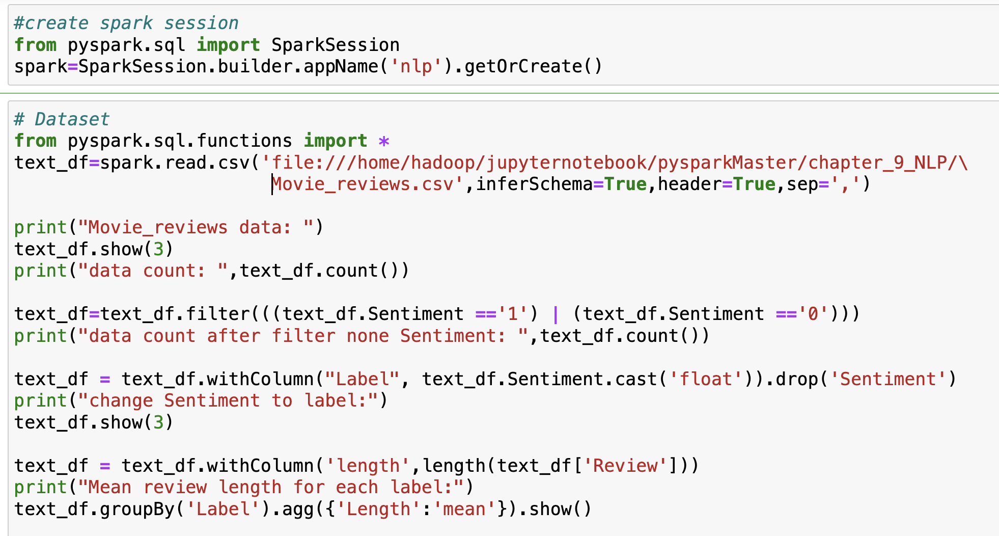 #create spark session
from pyspark.sql import SparkSession
spark=SparkSession.builder.appName('nlp').getOrCreate()
# Dataset
from pyspark.sql.functions import *
text_df=spark.read.csv('file:///home/hadoop/jupyternotebook/pysparkMaster/chapter_9_NLP/\
Movie_reviews.csv',inferSchema=True,header=True,sep=',')
print("Movie_reviews data: ")
text_df.show(3)
print("data count: ",text_df.count())
text_df=text_df.filter(((text_df.Sentiment =='1') | (text_df.Sentiment =='0')))
print("data count after filter none Sentiment: ",text_df.count())
text_df = text_df.withColumn("Label", text_df.Sentiment.cast('float')).drop('Sentiment')
print("change Sentiment to label:")
text_df.show(3)
text_df = text_df.withColumn('length',length(text_df['Review']))
print("Mean review length for each label:")
text_df.groupBy('Label').agg({'Length':'mean'}).show()